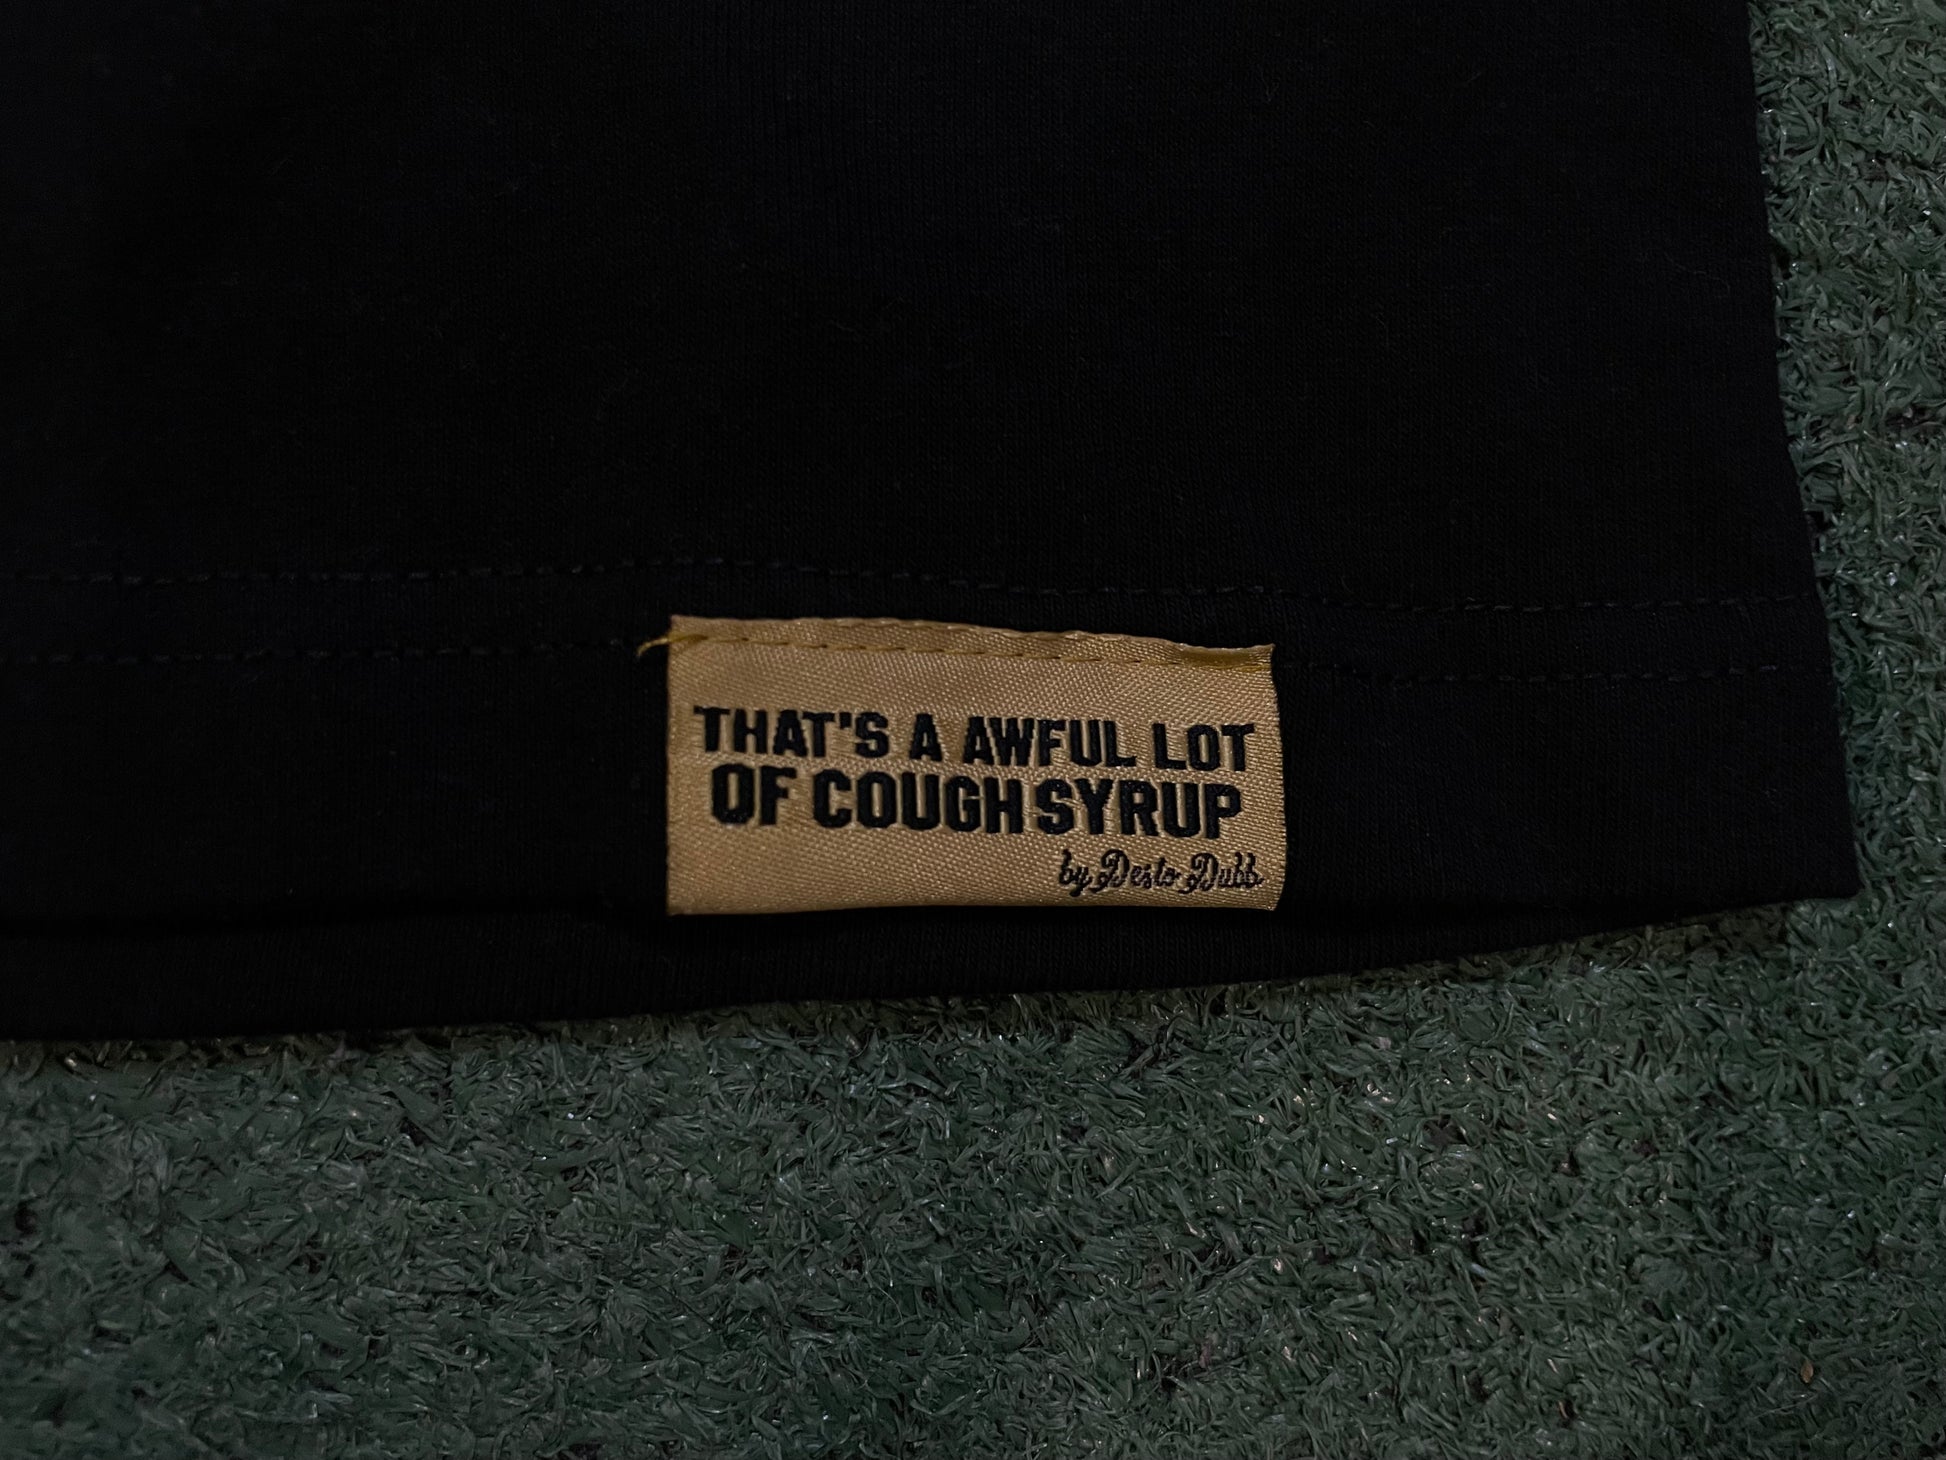 THAT'S A AWFUL LOT
OF COUGH SYRUP
by Desto Dubb